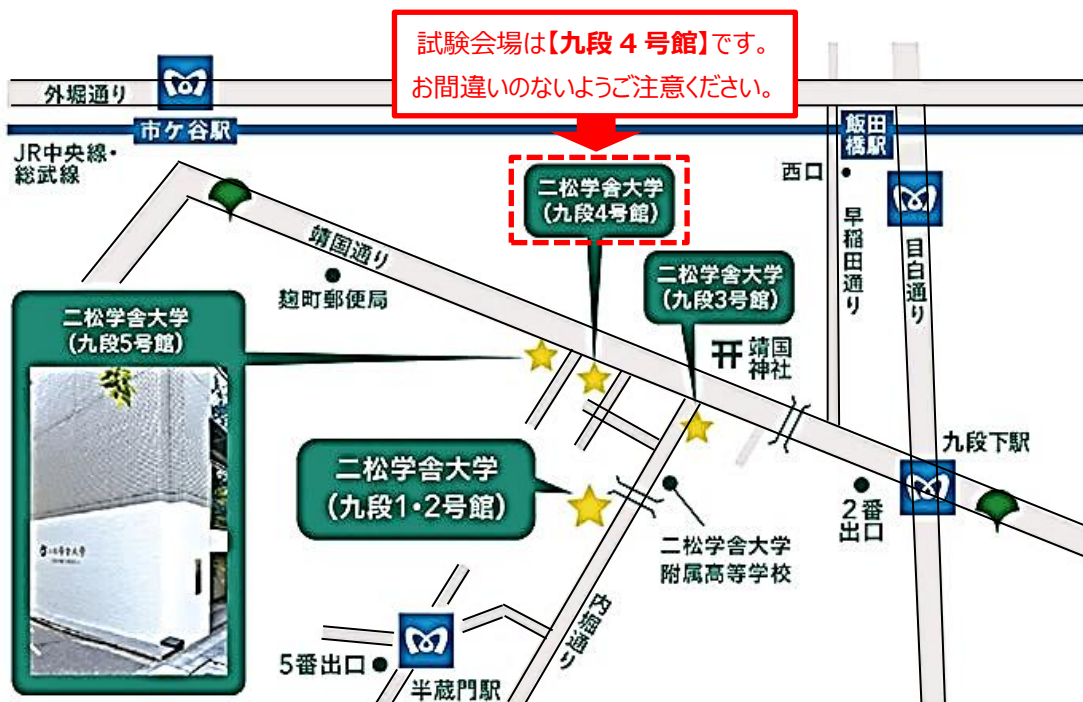 試験会場は【九段４号館】です。
お間違いのないようご注意ください。
外堀通り
市ケ谷駅
JR中央線・
総武線
飯田
橋駅
西口
二松学舎大学
(九段4号館)
早稲田通り
目白通り
靖国通り
麹町郵便局
二松学舎大学
(九段3号館)
二松学舎大学
(九段5号館)
靖国
神社
九段下駅
二松学舎大学
(九段1・2号館)
2番
出口
二松学舎大学
附属高等学校
内堀通り
5番出口
半蔵門駅